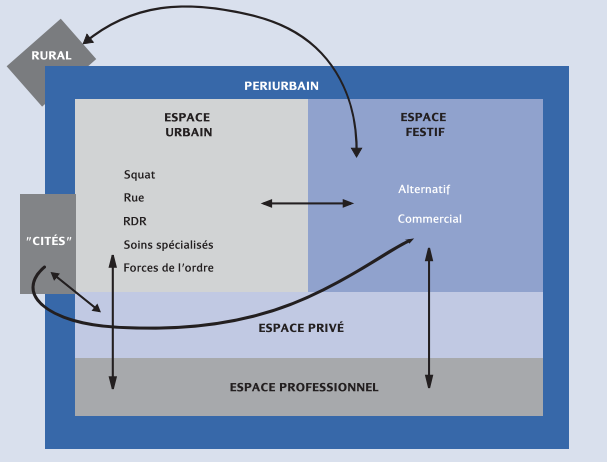 RURAL
PERIURBAIN
ESPACE
URBAIN
ESPACE
FESTIF
Squat
Rue
RDR
Soins spécialisés
Forces de l'ordre
Alternatif
Commercial
"CITÉS"
ESPACE PRIVÉ
ESPACE PROFESSIONNEL